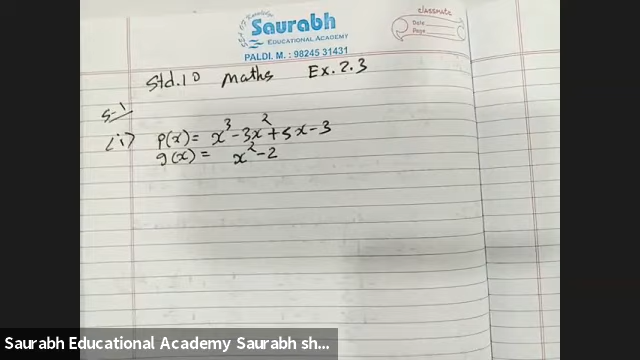 classmate
Date
Page
Saurabh
EDUCATIONAL ACADEMY
PALDI. M. : 98245 31431
Std.10 Maths Ex. 2.3
S-1
(i) p(x) = x³ - 3x² + 5x - 3
g(x) = x² - 2
Saurabh Educational Academy Saurabh sh...